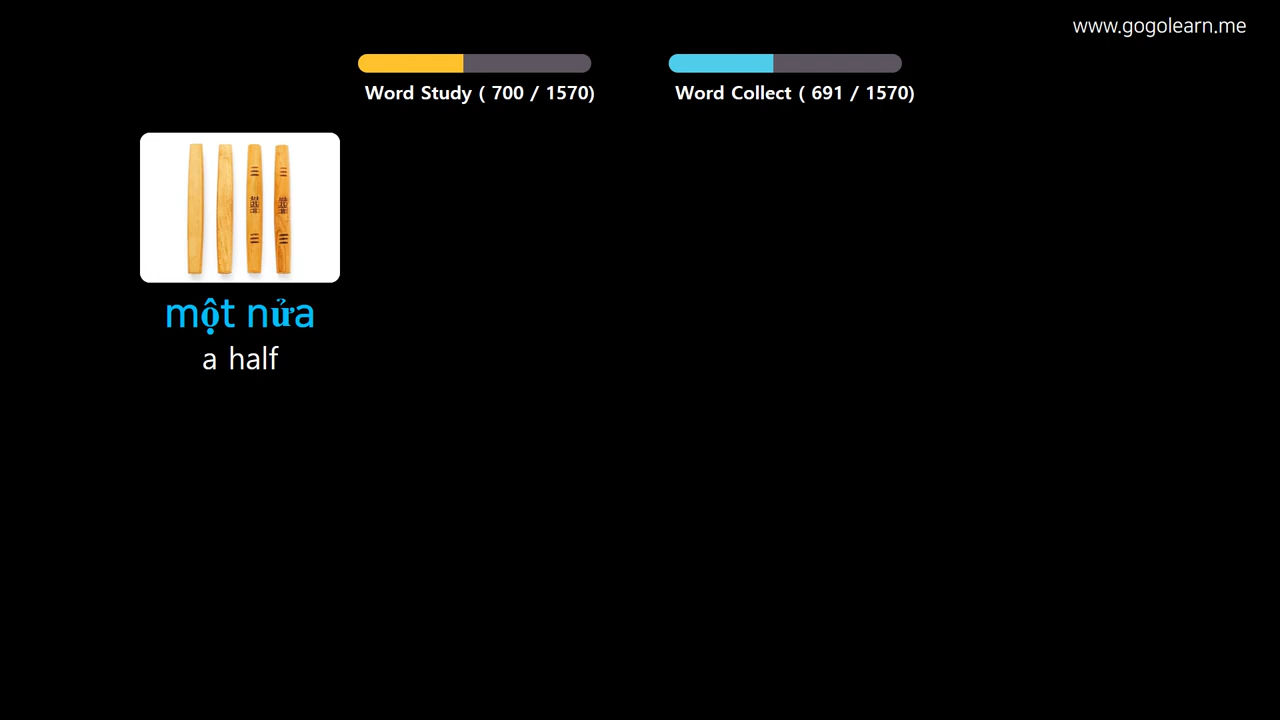 www.gogolearn.me
Word Study ( 700 / 1570)
Word Collect ( 691 / 1570)
một nửa
a half